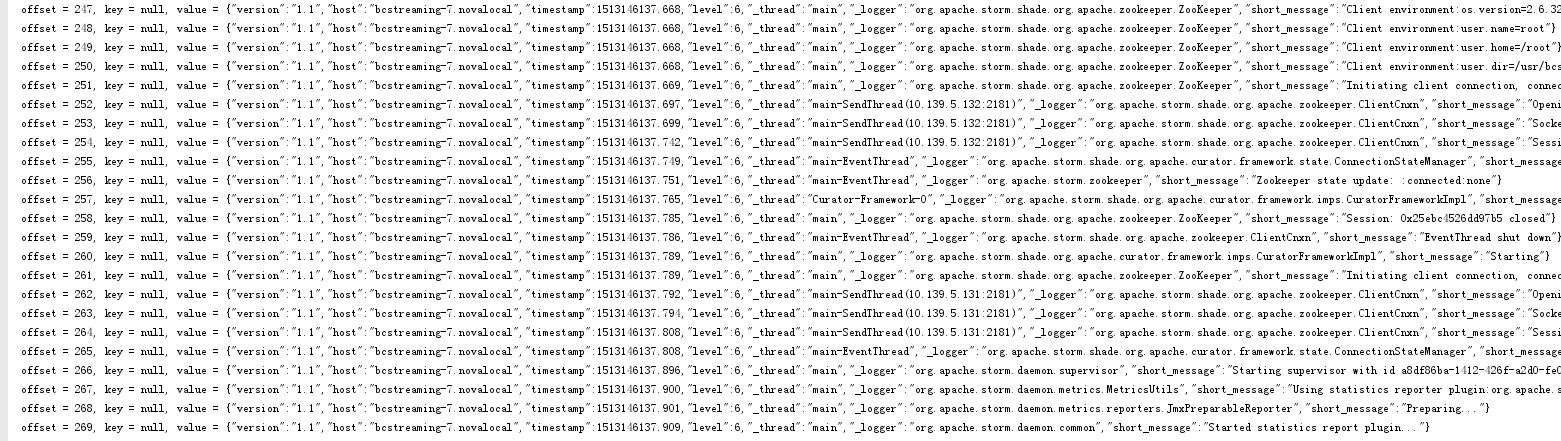 offset = 247, key = null, value = {"version":"1.1","host":"bcstreaming-7.novalocal","timestamp":1513146137.668,"level":6,"_thread":"main","_logger":"org.apache.storm.shade.org.apache.zookeeper.ZooKeeper","short_message":"Client environment:os.version=2.6.32
offset = 248, key = null, value = {"version":"1.1","host":"bcstreaming-7.novalocal","timestamp":1513146137.668,"level":6,"_thread":"main","_logger":"org.apache.storm.shade.org.apache.zookeeper.ZooKeeper","short_message":"Client environment:user.name=root"}
offset = 249, key = null, value = {"version":"1.1","host":"bcstreaming-7.novalocal","timestamp":1513146137.668,"level":6,"_thread":"main","_logger":"org.apache.storm.shade.org.apache.zookeeper.ZooKeeper","short_message":"Client environment:user.home=/root"}
offset = 250, key = null, value = {"version":"1.1","host":"bcstreaming-7.novalocal","timestamp":1513146137.668,"level":6,"_thread":"main","_logger":"org.apache.storm.shade.org.apache.zookeeper.ZooKeeper","short_message":"Client environment:user.dir=/usr/bcs
offset = 251, key = null, value = {"version":"1.1","host":"bcstreaming-7.novalocal","timestamp":1513146137.669,"level":6,"_thread":"main","_logger":"org.apache.storm.shade.org.apache.zookeeper.ZooKeeper","short_message":"Initiating client connection, connec
offset = 252, key = null, value = {"version":"1.1","host":"bcstreaming-7.novalocal","timestamp":1513146137.697,"level":6,"_thread":"main-SendThread(10.139.5.132:2181)","_logger":"org.apache.storm.shade.org.apache.zookeeper.ClientCnxn","short_message":"Openi
offset = 253, key = null, value = {"version":"1.1","host":"bcstreaming-7.novalocal","timestamp":1513146137.699,"level":6,"_thread":"main-SendThread(10.139.5.132:2181)","_logger":"org.apache.storm.shade.org.apache.zookeeper.ClientCnxn","short_message":"Socke
offset = 254, key = null, value = {"version":"1.1","host":"bcstreaming-7.novalocal","timestamp":1513146137.742,"level":6,"_thread":"main-SendThread(10.139.5.132:2181)","_logger":"org.apache.storm.shade.org.apache.zookeeper.ClientCnxn","short_message":"Sessi
offset = 255, key = null, value = {"version":"1.1","host":"bcstreaming-7.novalocal","timestamp":1513146137.749,"level":6,"_thread":"main-EventThread","_logger":"org.apache.storm.shade.org.apache.curator.framework.state.ConnectionStateManager","short_message
offset = 256, key = null, value = {"version":"1.1","host":"bcstreaming-7.novalocal","timestamp":1513146137.751,"level":6,"_thread":"main-EventThread","_logger":"org.apache.storm.zookeeper","short_message":"Zookeeper state update: :connected:none"}
offset = 257, key = null, value = {"version":"1.1","host":"bcstreaming-7.novalocal","timestamp":1513146137.765,"level":6,"_thread":"Curator-Framework-0","_logger":"org.apache.storm.shade.org.apache.curator.framework.imps.CuratorFrameworkImpl","short_message
offset = 258, key = null, value = {"version":"1.1","host":"bcstreaming-7.novalocal","timestamp":1513146137.785,"level":6,"_thread":"main","_logger":"org.apache.storm.shade.org.apache.zookeeper.ZooKeeper","short_message":"Session: 0x25ebc4526dd97b5 closed"}
offset = 259, key = null, value = {"version":"1.1","host":"bcstreaming-7.novalocal","timestamp":1513146137.786,"level":6,"_thread":"main-EventThread","_logger":"org.apache.storm.shade.org.apache.zookeeper.ClientCnxn","short_message":"EventThread shut down"}
offset = 260, key = null, value = {"version":"1.1","host":"bcstreaming-7.novalocal","timestamp":1513146137.789,"level":6,"_thread":"main","_logger":"org.apache.storm.shade.org.apache.curator.framework.imps.CuratorFrameworkImpl","short_message":"Starting"}
offset = 261, key = null, value = {"version":"1.1","host":"bcstreaming-7.novalocal","timestamp":1513146137.789,"level":6,"_thread":"main","_logger":"org.apache.storm.shade.org.apache.zookeeper.ZooKeeper","short_message":"Initiating client connection, connec
offset = 262, key = null, value = {"version":"1.1","host":"bcstreaming-7.novalocal","timestamp":1513146137.792,"level":6,"_thread":"main-SendThread(10.139.5.131:2181)","_logger":"org.apache.storm.shade.org.apache.zookeeper.ClientCnxn","short_message":"Openi
offset = 263, key = null, value = {"version":"1.1","host":"bcstreaming-7.novalocal","timestamp":1513146137.794,"level":6,"_thread":"main-SendThread(10.139.5.131:2181)","_logger":"org.apache.storm.shade.org.apache.zookeeper.ClientCnxn","short_message":"Socke
offset = 264, key = null, value = {"version":"1.1","host":"bcstreaming-7.novalocal","timestamp":1513146137.808,"level":6,"_thread":"main-SendThread(10.139.5.131:2181)","_logger":"org.apache.storm.shade.org.apache.zookeeper.ClientCnxn","short_message":"Sessi
offset = 265, key = null, value = {"version":"1.1","host":"bcstreaming-7.novalocal","timestamp":1513146137.808,"level":6,"_thread":"main-EventThread","_logger":"org.apache.storm.shade.org.apache.curator.framework.state.ConnectionStateManager","short_message
offset = 266, key = null, value = {"version":"1.1","host":"bcstreaming-7.novalocal","timestamp":1513146137.896,"level":6,"_thread":"main","_logger":"org.apache.storm.daemon.supervisor","short_message":"Starting supervisor with id a8df86ba-1412-426f-a2d0-fe0
offset = 267, key = null, value = {"version":"1.1","host":"bcstreaming-7.novalocal","timestamp":1513146137.900,"level":6,"_thread":"main","_logger":"org.apache.storm.daemon.metrics.MetricsUtils","short_message":"Using statistics reporter plugin:org.apache.s
offset = 268, key = null, value = {"version":"1.1","host":"bcstreaming-7.novalocal","timestamp":1513146137.901,"level":6,"_thread":"main","_logger":"org.apache.storm.daemon.metrics.reporters.JmxPreparableReporter","short_message":"Preparing..."}
offset = 269, key = null, value = {"version":"1.1","host":"bcstreaming-7.novalocal","timestamp":1513146137.909,"level":6,"_thread":"main","_logger":"org.apache.storm.daemon.common","short_message":"Started statistics report plugin..."}